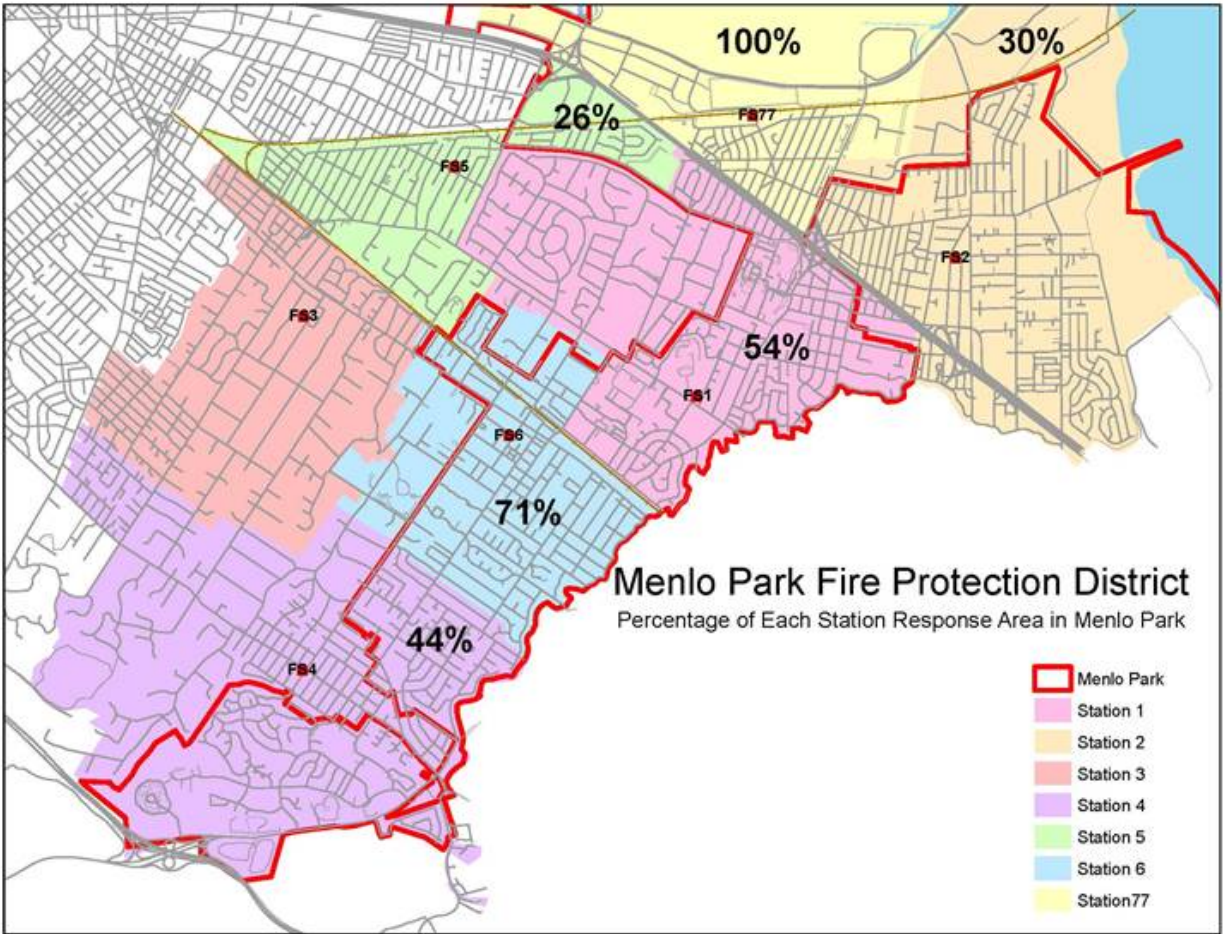 100%
30%
26%
FS77
FS5
FS2
FS3
54%
FS1
FS6
71%
Menlo Park Fire Protection District
Percentage of Each Station Response Area in Menlo Park
44%
FS4
Menlo Park
Station 1
Station 2
Station 3
Station 4
Station 5
Station 6
Station77